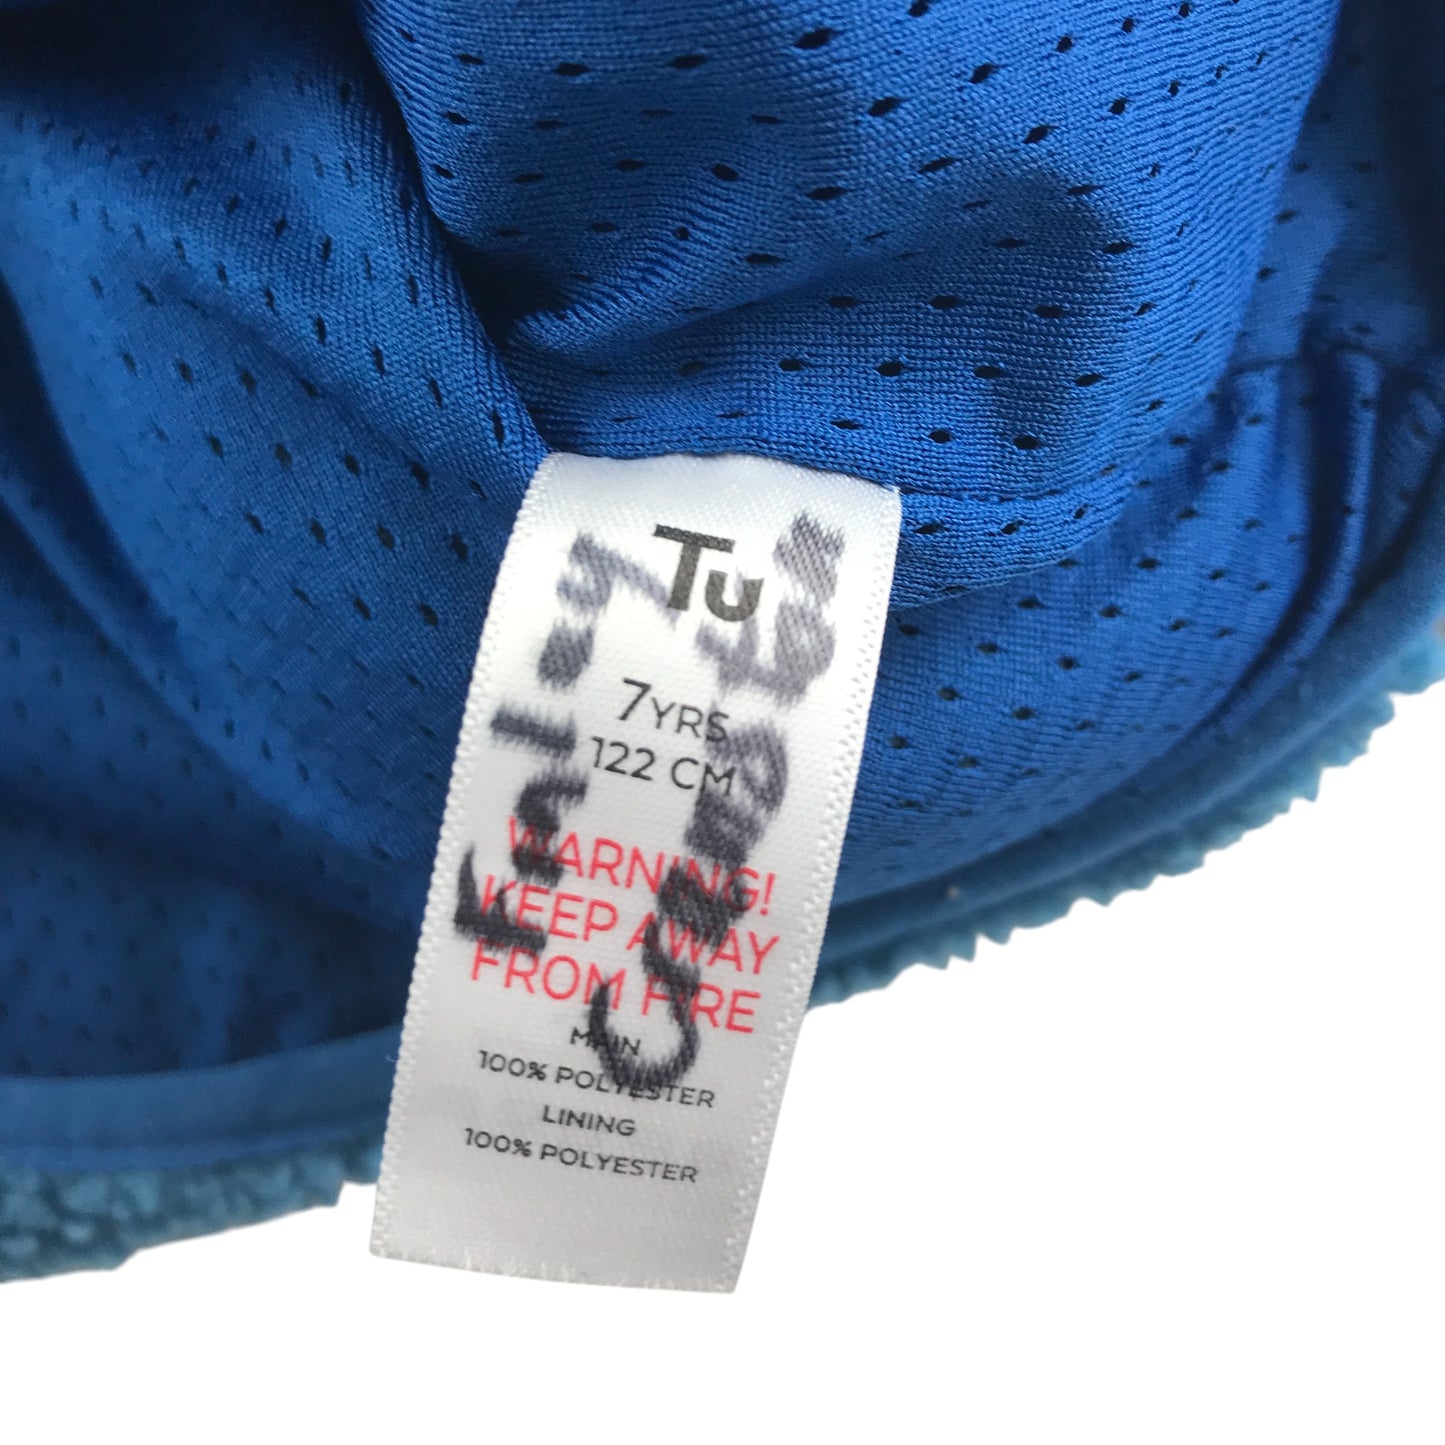 Tu
7YRS
122 CM
WARNING!
KEEP AWAY
FROM FIRE
MAIN
100% POLYESTER
LINING
100% POLYESTER